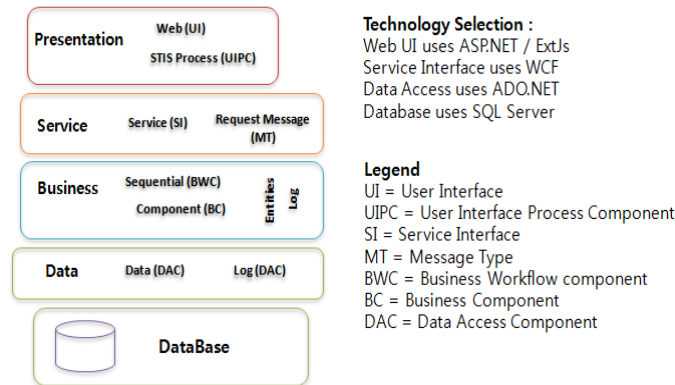 Presentation
Web (UI)
STIS Process (UIPC)
Service
Service (SI)
Request Message
(MT)
Business
Sequential (BWC)
Component (BC)
Entities
Log
Data
Data (DAC)
Log (DAC)
DataBase
Technology Selection :
Web UI uses ASP.NET / ExtJs
Service Interface uses WCF
Data Access uses ADO.NET
Database uses SQL Server
Legend
UI = User Interface
UIPC = User Interface Process Component
SI = Service Interface
MT = Message Type
BWC = Business Workflow component
BC = Business Component
DAC = Data Access Component